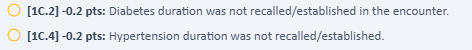 [1C.2] -0.2 pts: Diabetes duration was not recalled/established in the encounter.
[1C.4] -0.2 pts: Hypertension duration was not recalled/established.